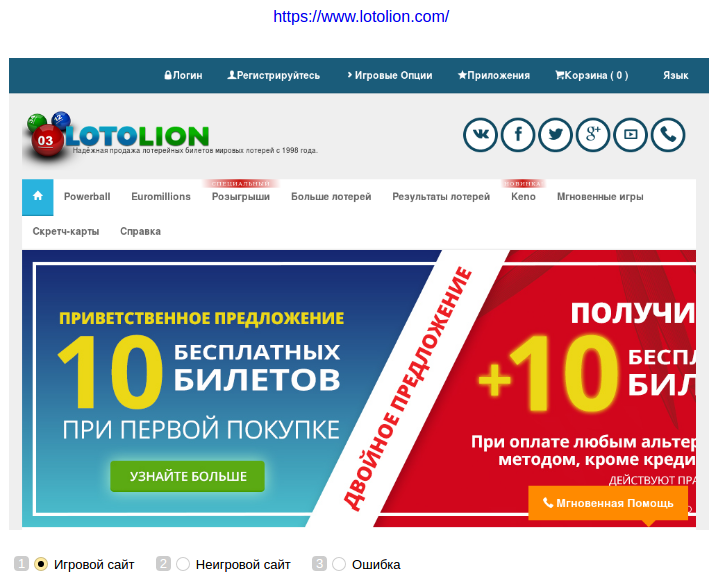 https://www.lotolion.com/
Логин Регистрируйтесь Игровые Опции Приложения Корзина ( 0 ) Язык
03 LOTOLION
Надёжная продажа лотерейных билетов мировых лотерей с 1998 года.
СПЕЦИАЛЬНЫЙ НОВИНКА
Powerball Euromillions Розыгрыши Больше лотерей Результаты лотерей Keno Мгновенные игры
Скретч-карты Справка
ПРИВЕТСТВЕННОЕ ПРЕДЛОЖЕНИЕ
10 БЕСПЛАТНЫХ
БИЛЕТОВ
ПРИ ПЕРВОЙ ПОКУПКЕ
УЗНАЙТЕ БОЛЬШЕ
ДВОЙНОЕ ПРЕДЛОЖЕНИЕ
ПОЛУЧИ
+10 БЕСПЛ
БИЛ
При оплате любым альтер
методом, кроме креди
ДЕЙСТВУЮТ ПРА
Мгновенная Помощь
1 Игровой сайт 2 Неигровой сайт 3 Ошибка